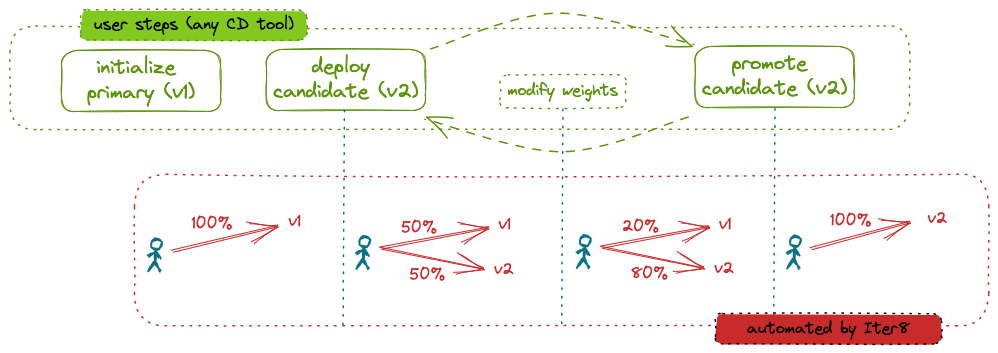 user steps (any CD tool)
initialize
primary (v1)
deploy
candidate (v2)
modify weights
promote
candidate (v2)
100%
v1
50%
v1
50%
v2
20%
v1
80%
v2
100%
v2
automated by Iter8